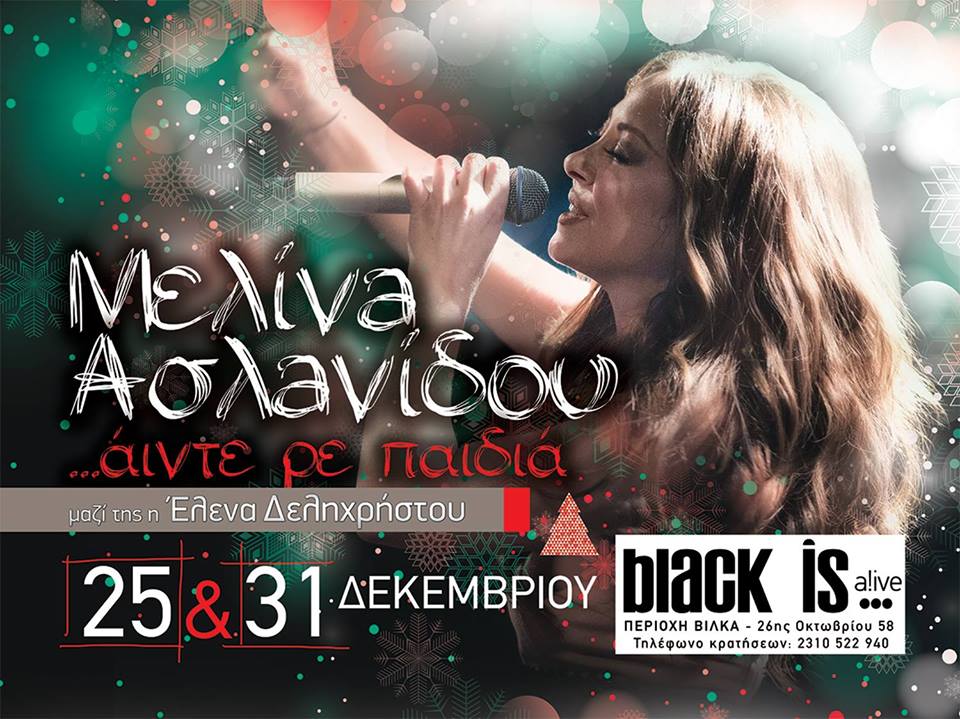 Μελίνα
Ασλανίδου
...άιντε ρε παιδιά
μαζί της η Έλενα Δεληχρήστου
25 & 31 ΔΕΚΕΜΒΡΙΟΥ
black is a!ive...
ΠΕΡΙΟΧΗ ΒΙΛΚΑ - 26ης Οκτωβρίου 58
Τηλέφωνο κρατήσεων: 2310 522 940